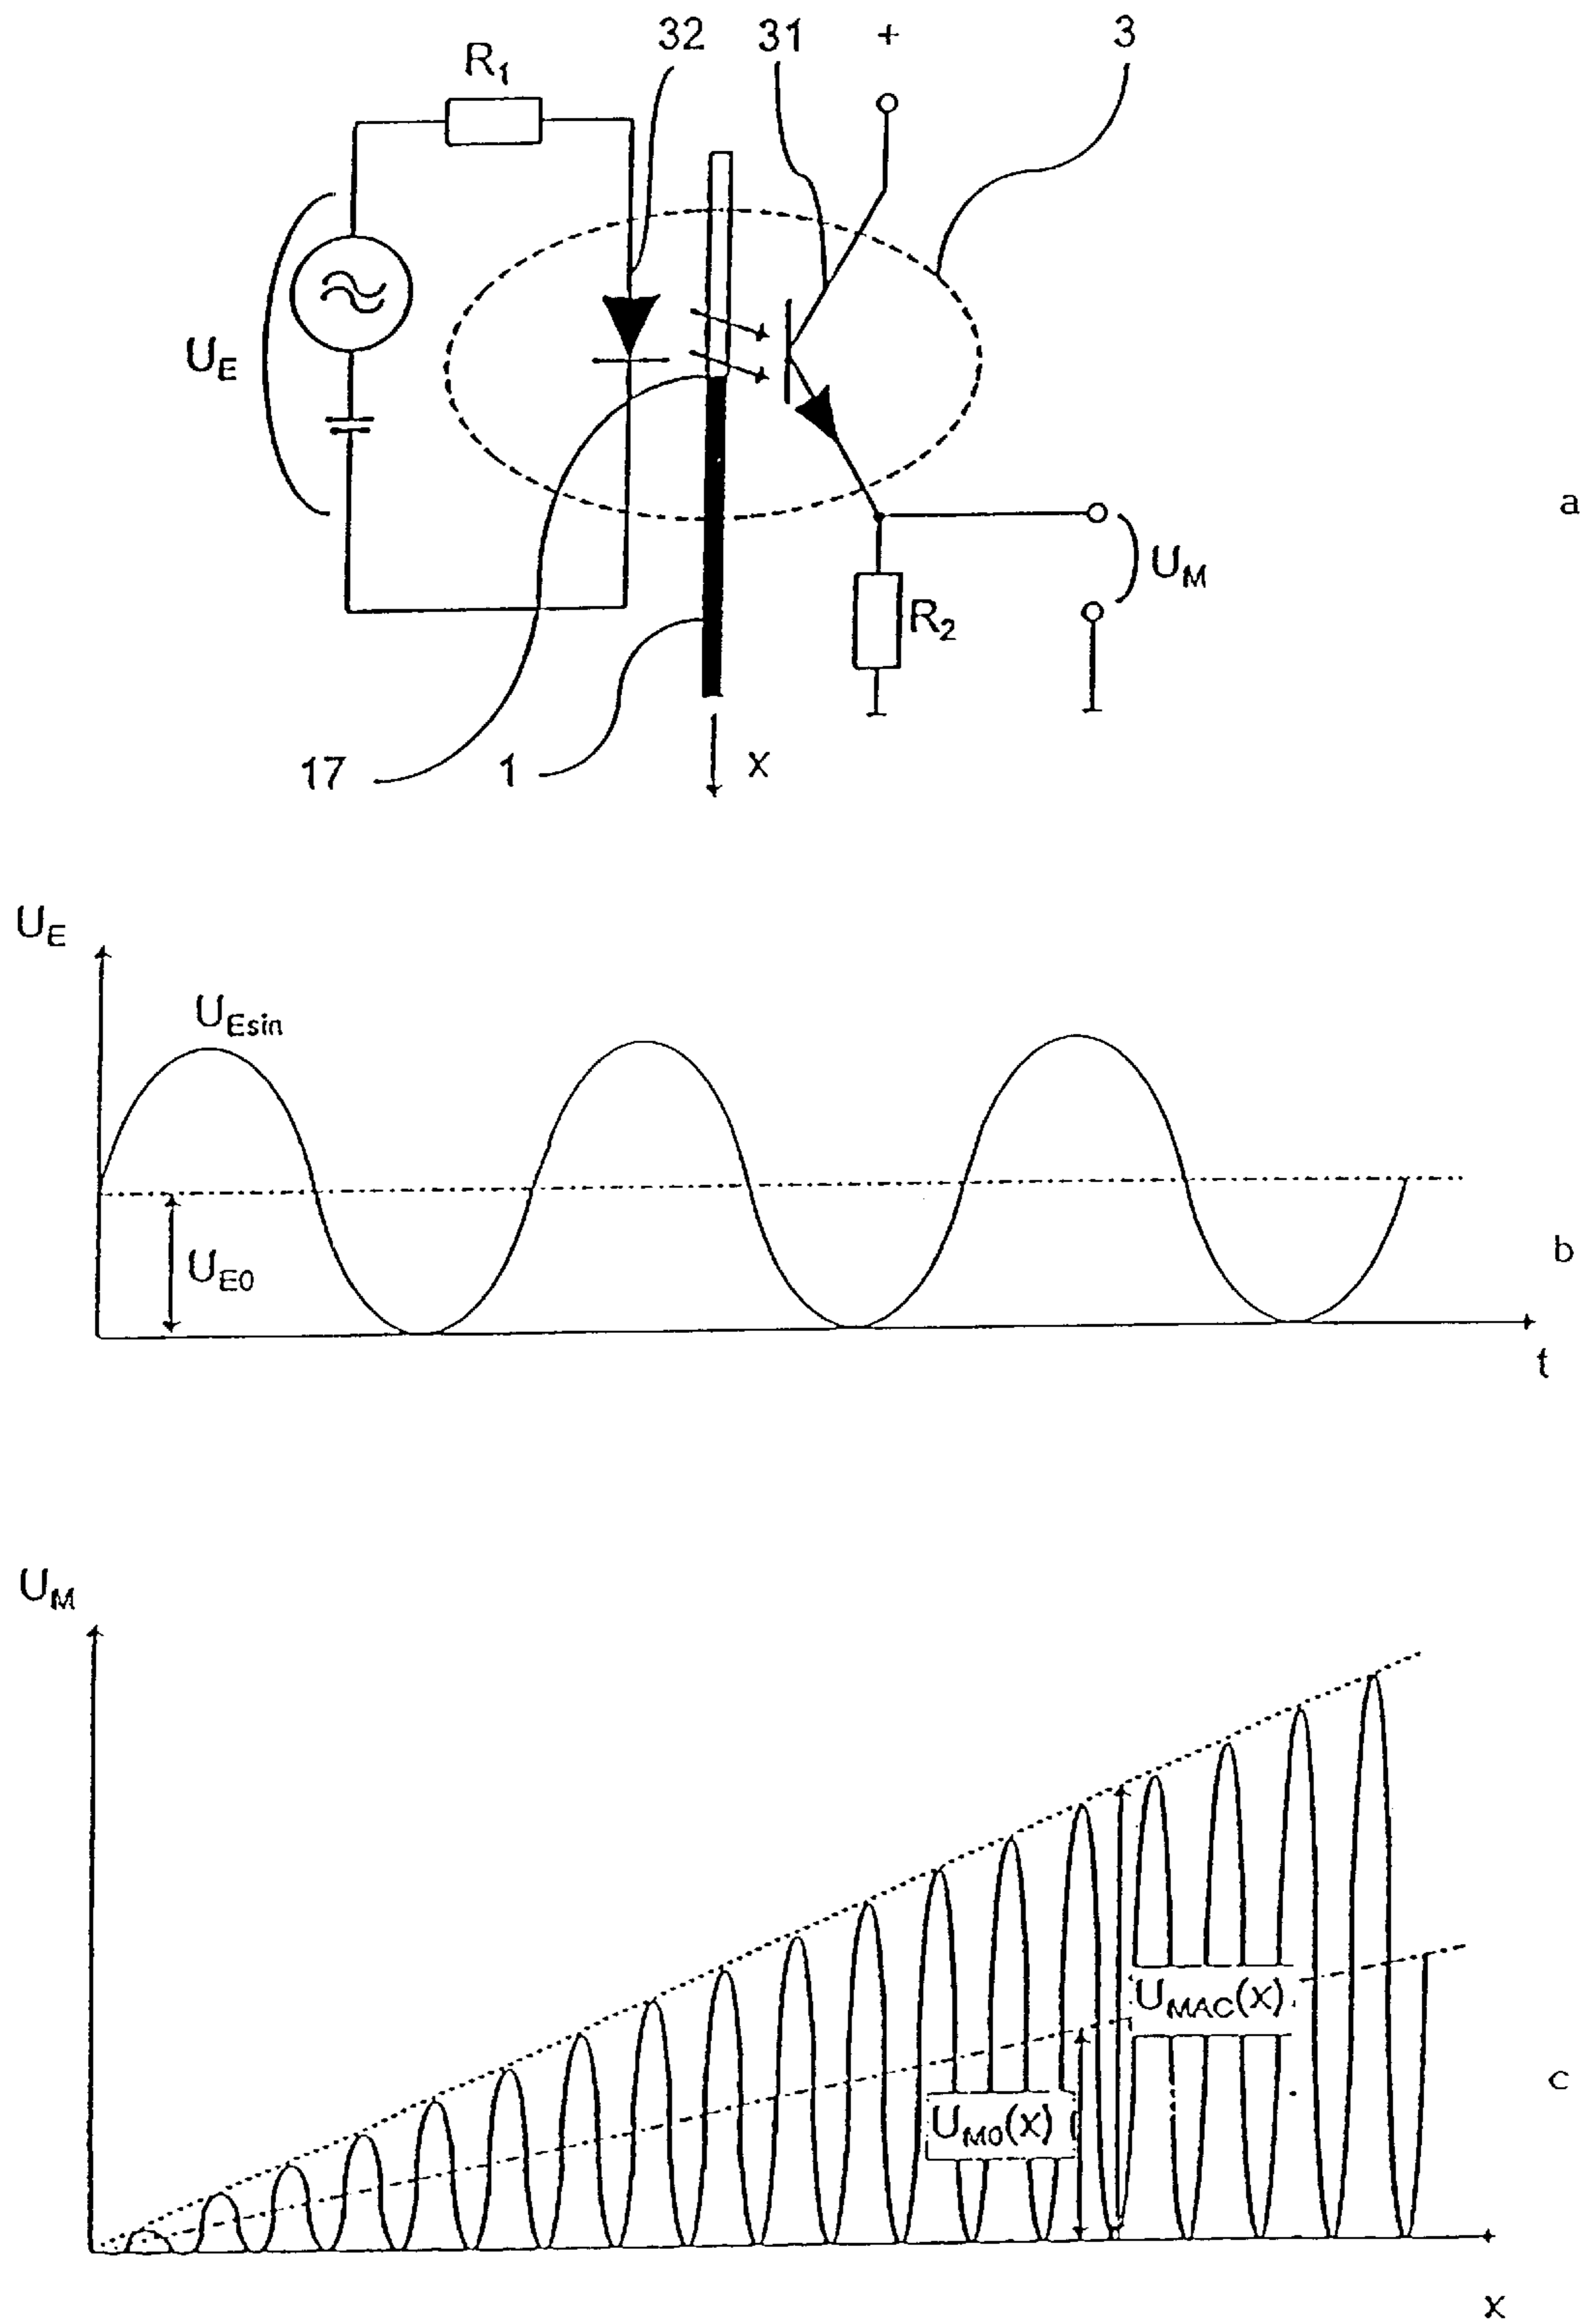 32 31 + 3
R1
UE
a
UM
R2
17 1 x
UE
UEsin
UE0
b
t
UM
UMAC(x)
UM0(x)
c
x